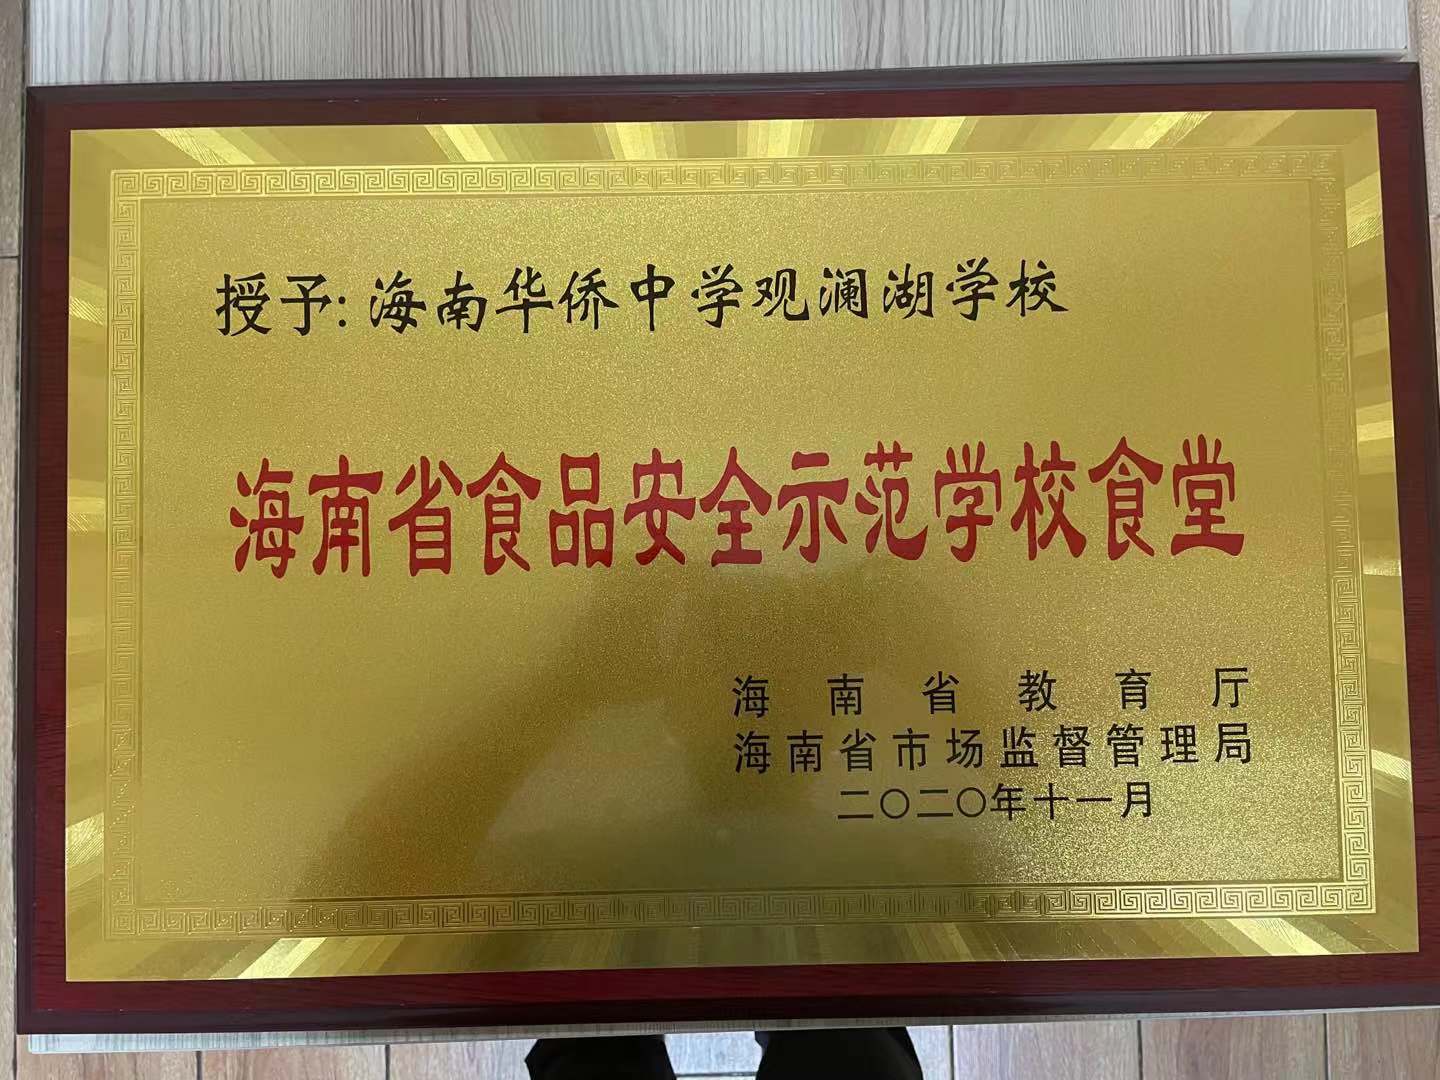 授予:海南华侨中学观澜湖学校
海南省食品安全示范学校食堂
海南省教育厅
海南省市场监督管理局
二〇二〇年十一月